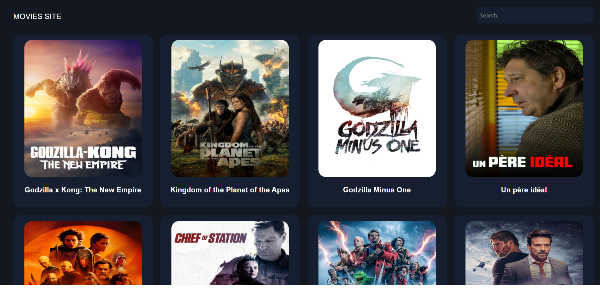 MOVIES SITE
Search
GODZILLA x KONG
THE NEW EMPIRE
KINGDOM OF THE
PLANET
APES
GODZILLA
MINUS ONE
UN PÈRE IDÉAL
Godzilla x Kong: The New Empire
Kingdom of the Planet of the Apes
Godzilla Minus One
Un père idéal
CHIEF OF STATION